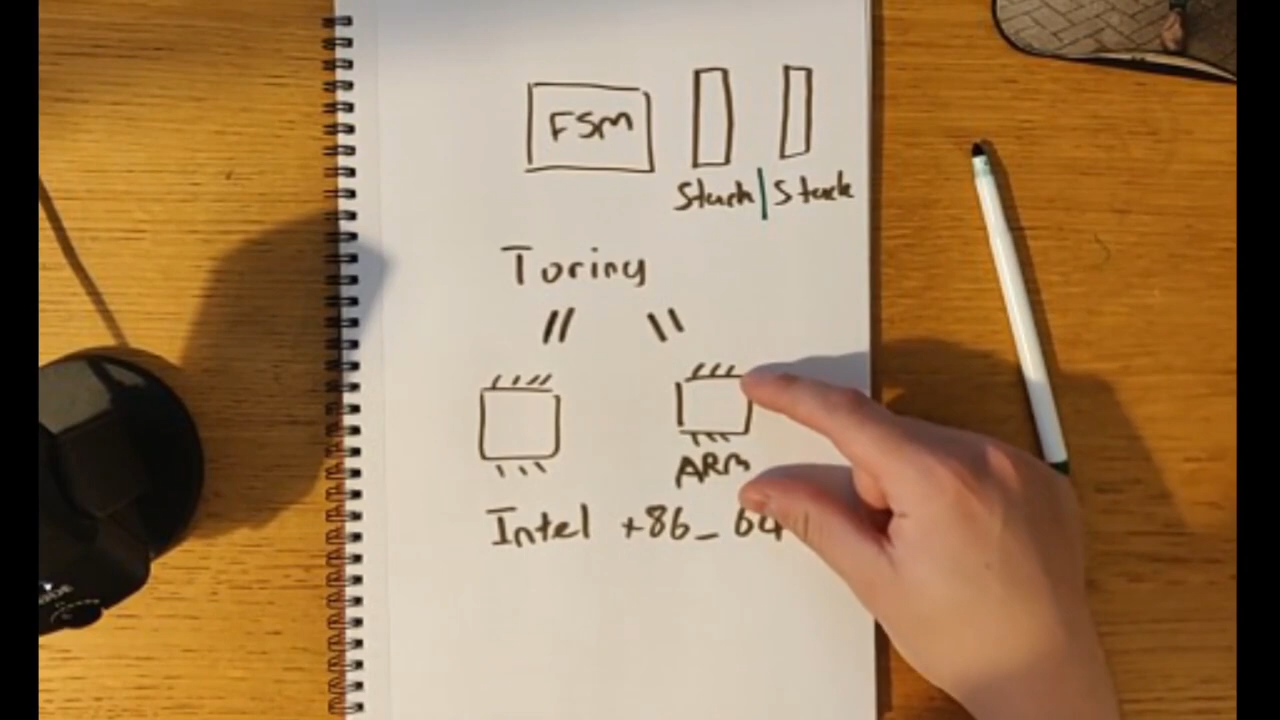 FSM
Stack | Stack
Turing
ARM
Intel x86_64